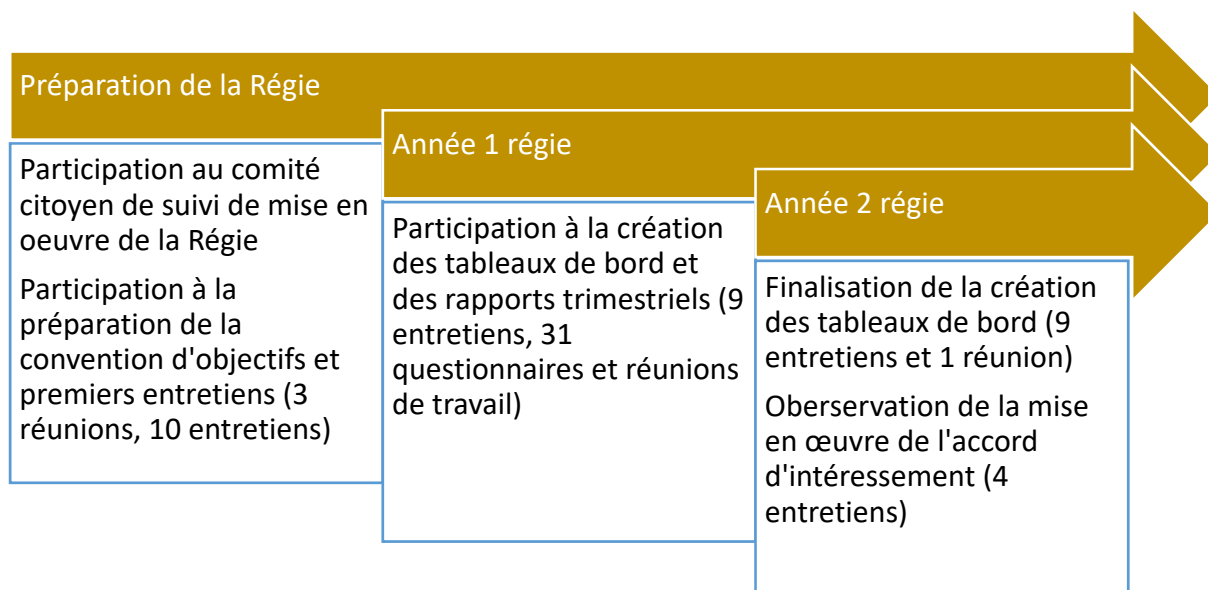 Préparation de la Régie
Participation au comité
citoyen de suivi de mise en
oeuvre de la Régie
Participation à la
préparation de la
convention d'objectifs et
premiers entretiens (3
réunions, 10 entretiens)
Année 1 régie
Participation à la création
des tableaux de bord et
des rapports trimestriels (9
entretiens, 31
questionnaires et réunions
de travail)
Année 2 régie
Finalisation de la création
des tableaux de bord (9
entretiens et 1 réunion)
Oberservation de la mise
en œuvre de l'accord
d'intéressement (4
entretiens)